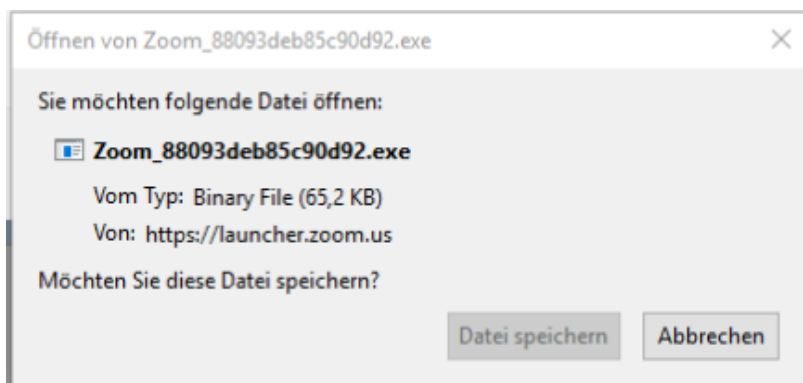 Öffnen von Zoom_88093deb85c90d92.exe
Sie möchten folgende Datei öffnen:
Zoom_88093deb85c90d92.exe
Vom Typ: Binary File (65,2 KB)
Von: https://launcher.zoom.us
Möchten Sie diese Datei speichern?
Datei speichern Abbrechen